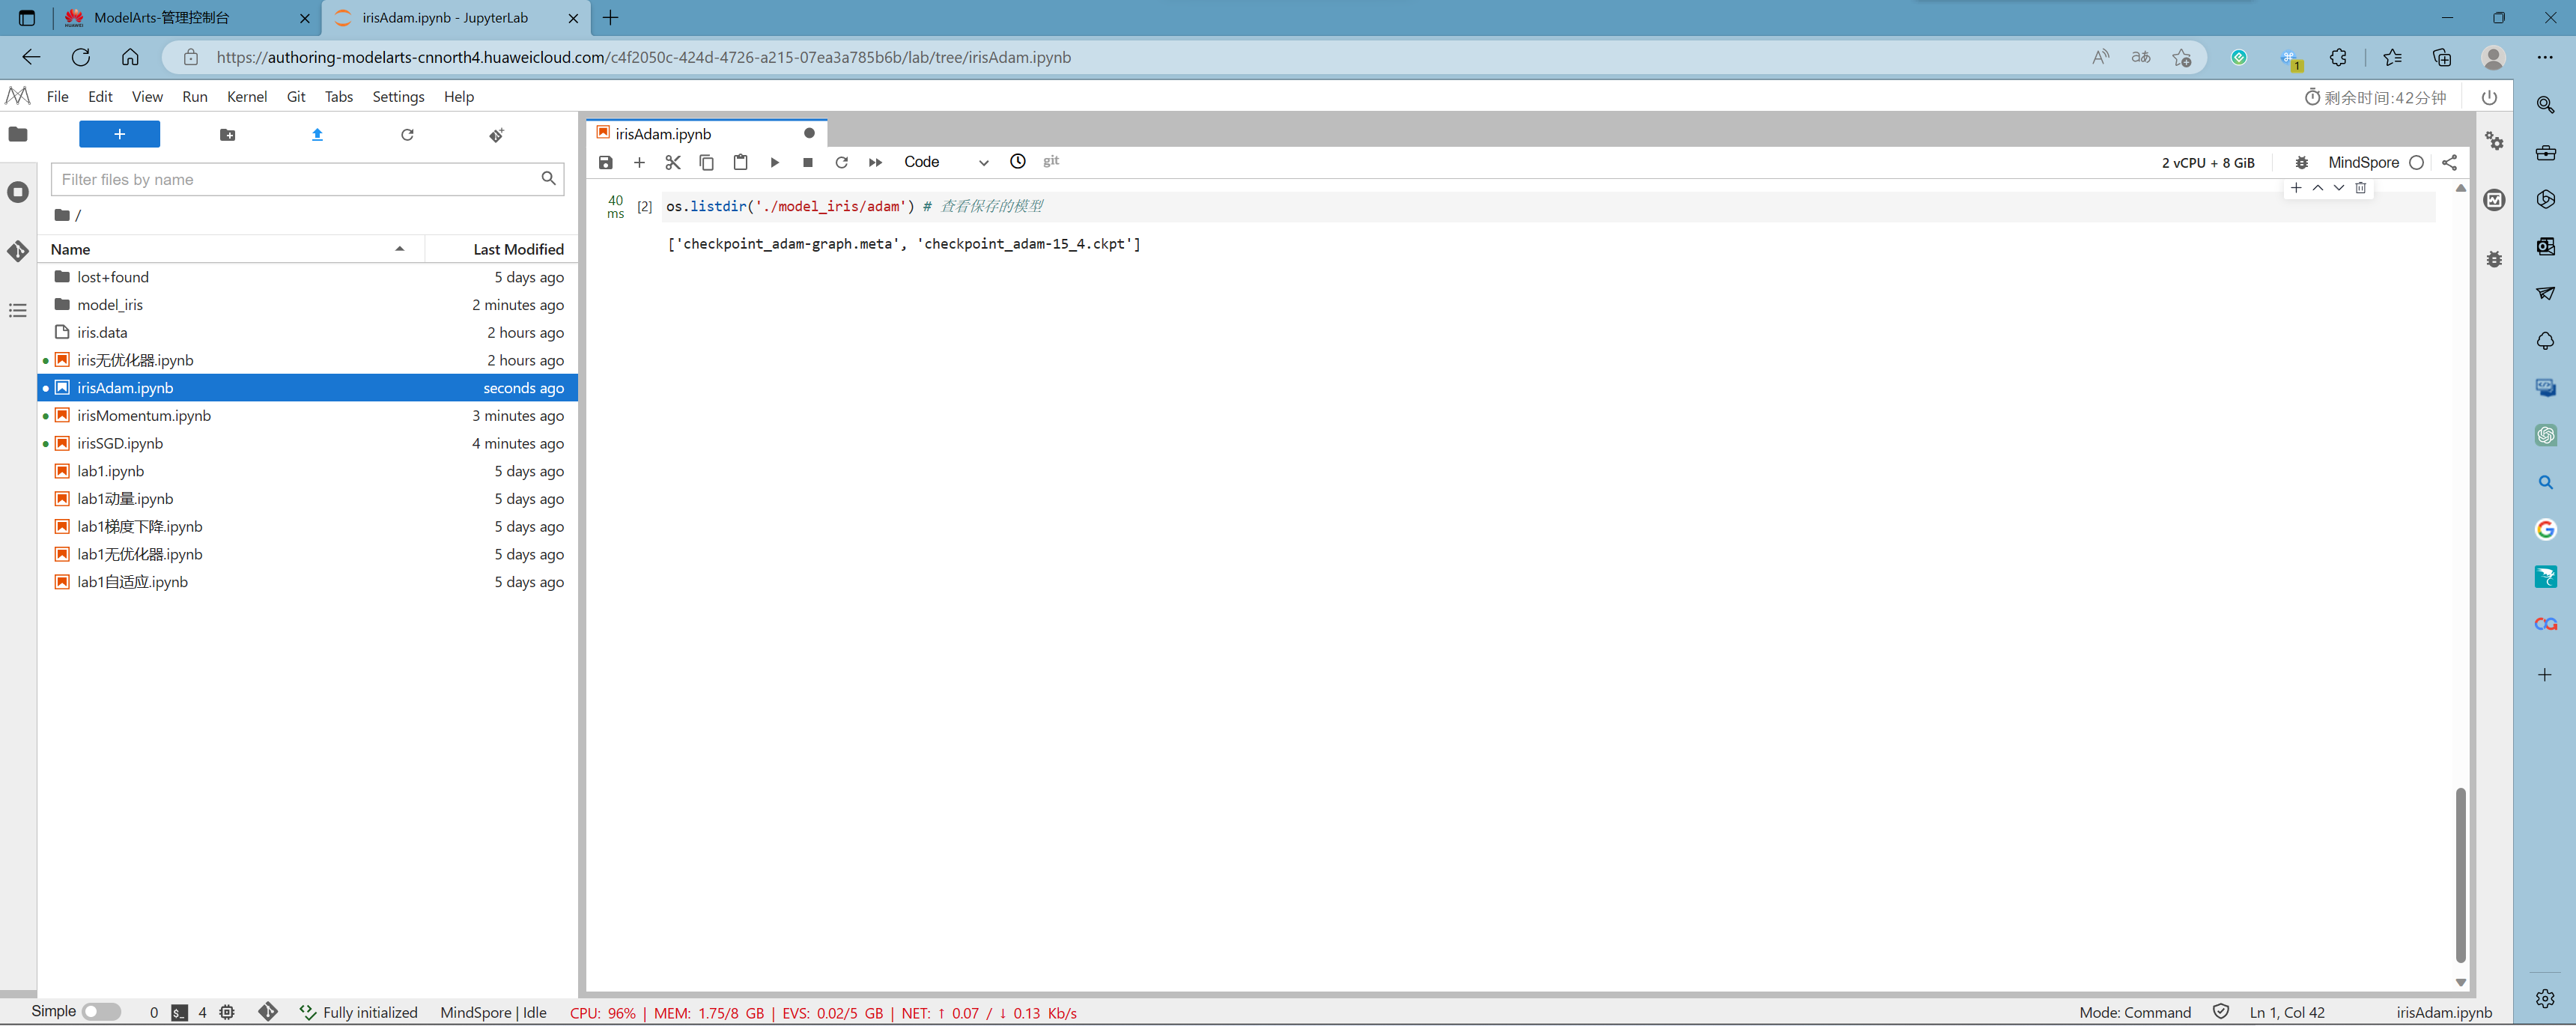 ModelArts-管理控制台
irisAdam.ipynb - JupyterLab
https://authoring-modelarts-cnnorth4.huaweicloud.com/c4f2050c-424d-4726-a215-07ea3a785b6b/lab/tree/irisAdam.ipynb
File Edit View Run Kernel Git Tabs Settings Help
剩余时间:42分钟
Filter files by name
/
Name Last Modified
lost+found 5 days ago
model_iris 2 minutes ago
iris.data 2 hours ago
iris无优化器.ipynb 2 hours ago
irisAdam.ipynb seconds ago
irisMomentum.ipynb 3 minutes ago
irisSGD.ipynb 4 minutes ago
lab1.ipynb 5 days ago
lab1动量.ipynb 5 days ago
lab1梯度下降.ipynb 5 days ago
lab1无优化器.ipynb 5 days ago
lab1自适应.ipynb 5 days ago
irisAdam.ipynb
Code git 2 vCPU + 8 GiB MindSpore
40 ms [2] os.listdir('./model_iris/adam') # 查看保存的模型
['checkpoint_adam-graph.meta', 'checkpoint_adam-15_4.ckpt']
Simple 0 4 Fully initialized MindSpore | Idle CPU: 96% | MEM: 1.75/8 GB | EVS: 0.02/5 GB | NET: ↑ 0.07 / ↓ 0.13 Kb/s Mode: Command Ln 1, Col 42 irisAdam.ipynb